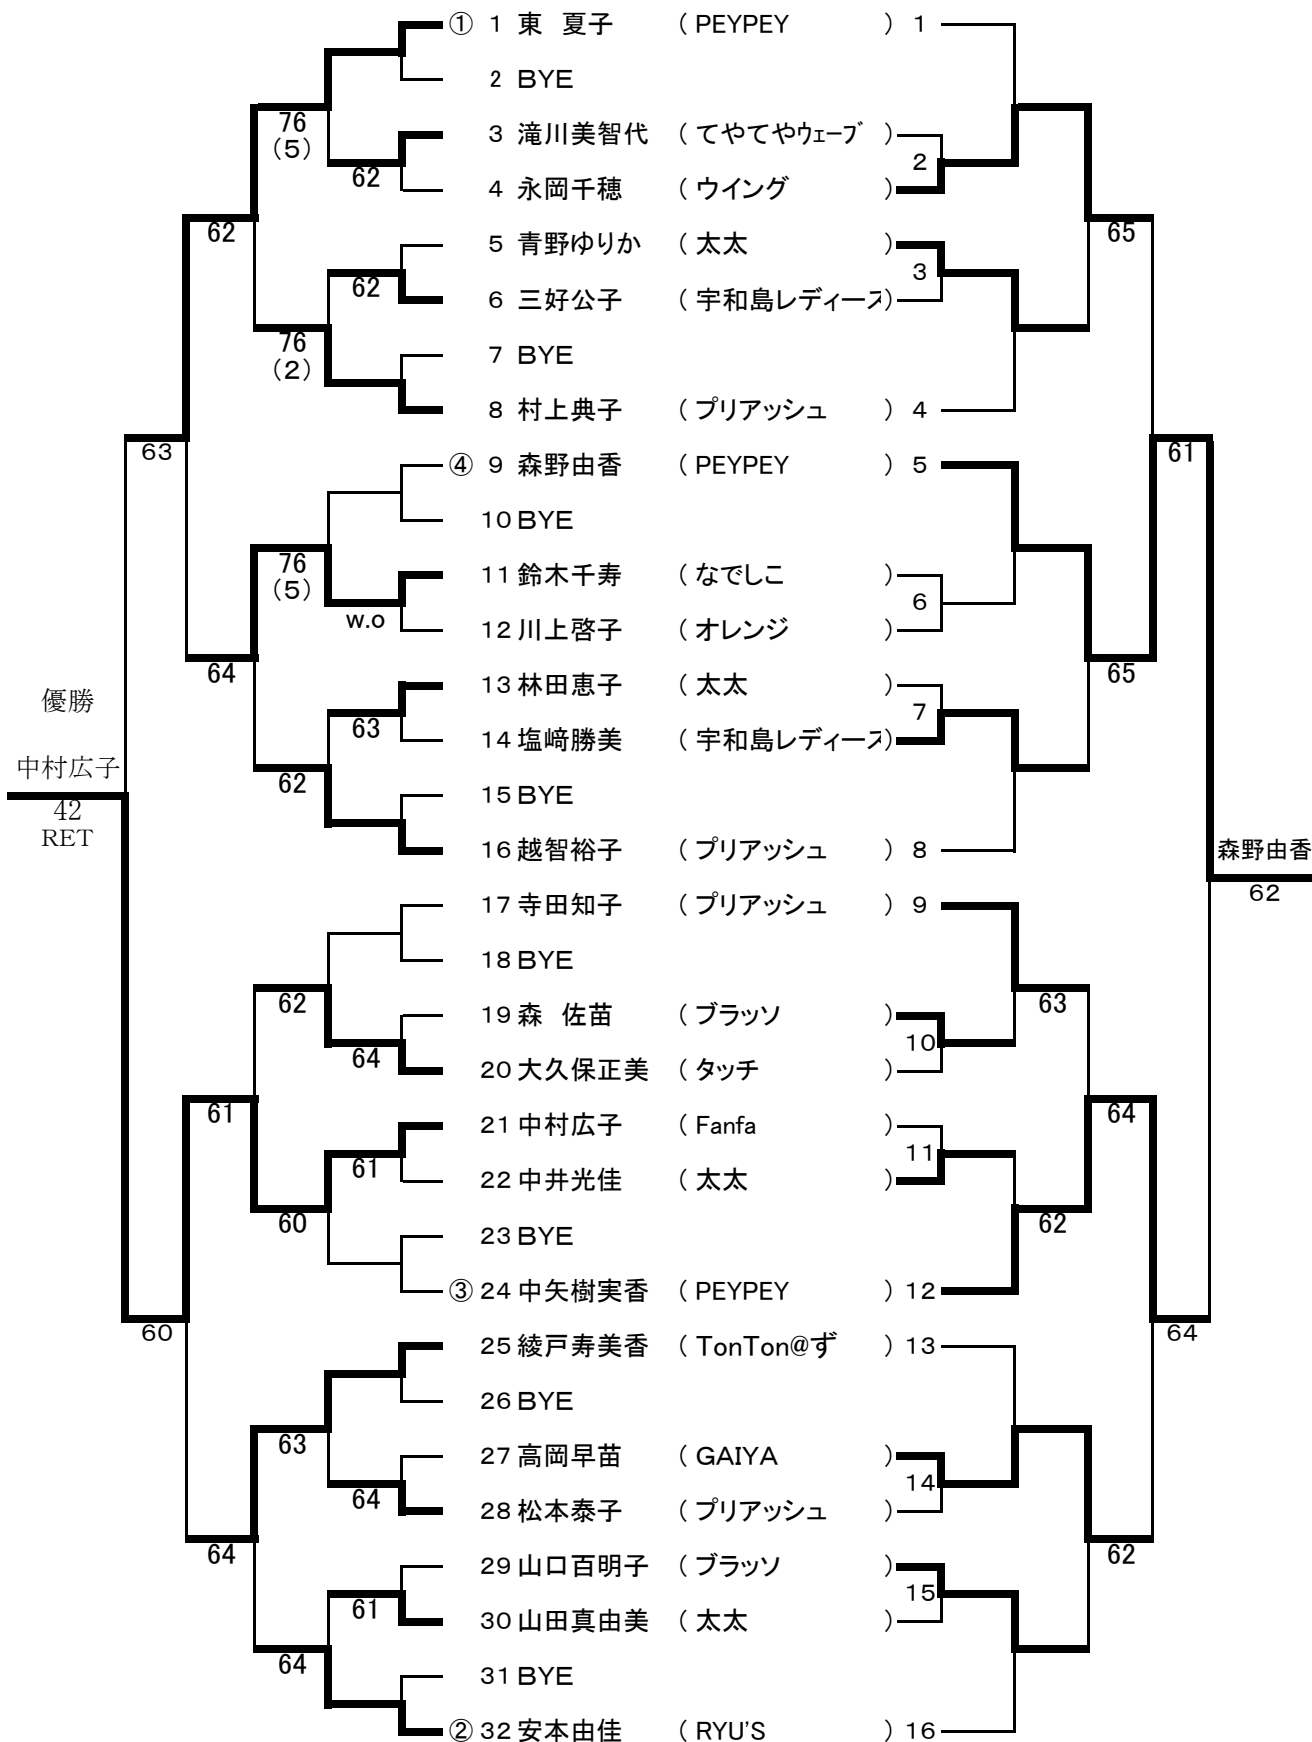 ① 1 東　夏子 ( PEYPEY ) 1
2 BYE
76
(5)
3 滝川美智代 ( てやてやウェーブ )
2
62
4 永岡千穂 ( ウイング )
62
5 青野ゆりか ( 太太 )
65
3
62
6 三好公子 ( 宇和島レディース)
76
(2)
7 BYE
8 村上典子 ( プリアッシュ ) 4
63
61
④ 9 森野由香 ( PEYPEY ) 5
10 BYE
76
(5)
11 鈴木千寿 ( なでしこ )
6
w.o
12 川上啓子 ( オレンジ )
64
13 林田恵子 ( 太太 )
65
優勝
7
63
14 塩﨑勝美 ( 宇和島レディース)
中村広子
62
15 BYE
42
RET
16 越智裕子 ( プリアッシュ ) 8
森野由香
62
17 寺田知子 ( プリアッシュ ) 9
18 BYE
62
63
19 森　佐苗 ( ブラッソ )
10
64
20 大久保正美 ( タッチ )
61
64
21 中村広子 ( Fanfa )
11
61
22 中井光佳 ( 太太 )
60
62
23 BYE
③ 24 中矢樹実香 ( PEYPEY ) 12
60
64
25 綾戸寿美香 ( TonTon@ず ) 13
26 BYE
63
27 高岡早苗 ( GAIYA )
14
64
28 松本泰子 ( プリアッシュ )
64
62
29 山口百明子 ( ブラッソ )
15
61
30 山田真由美 ( 太太 )
64
31 BYE
② 32 安本由佳 ( RYU'S ) 16